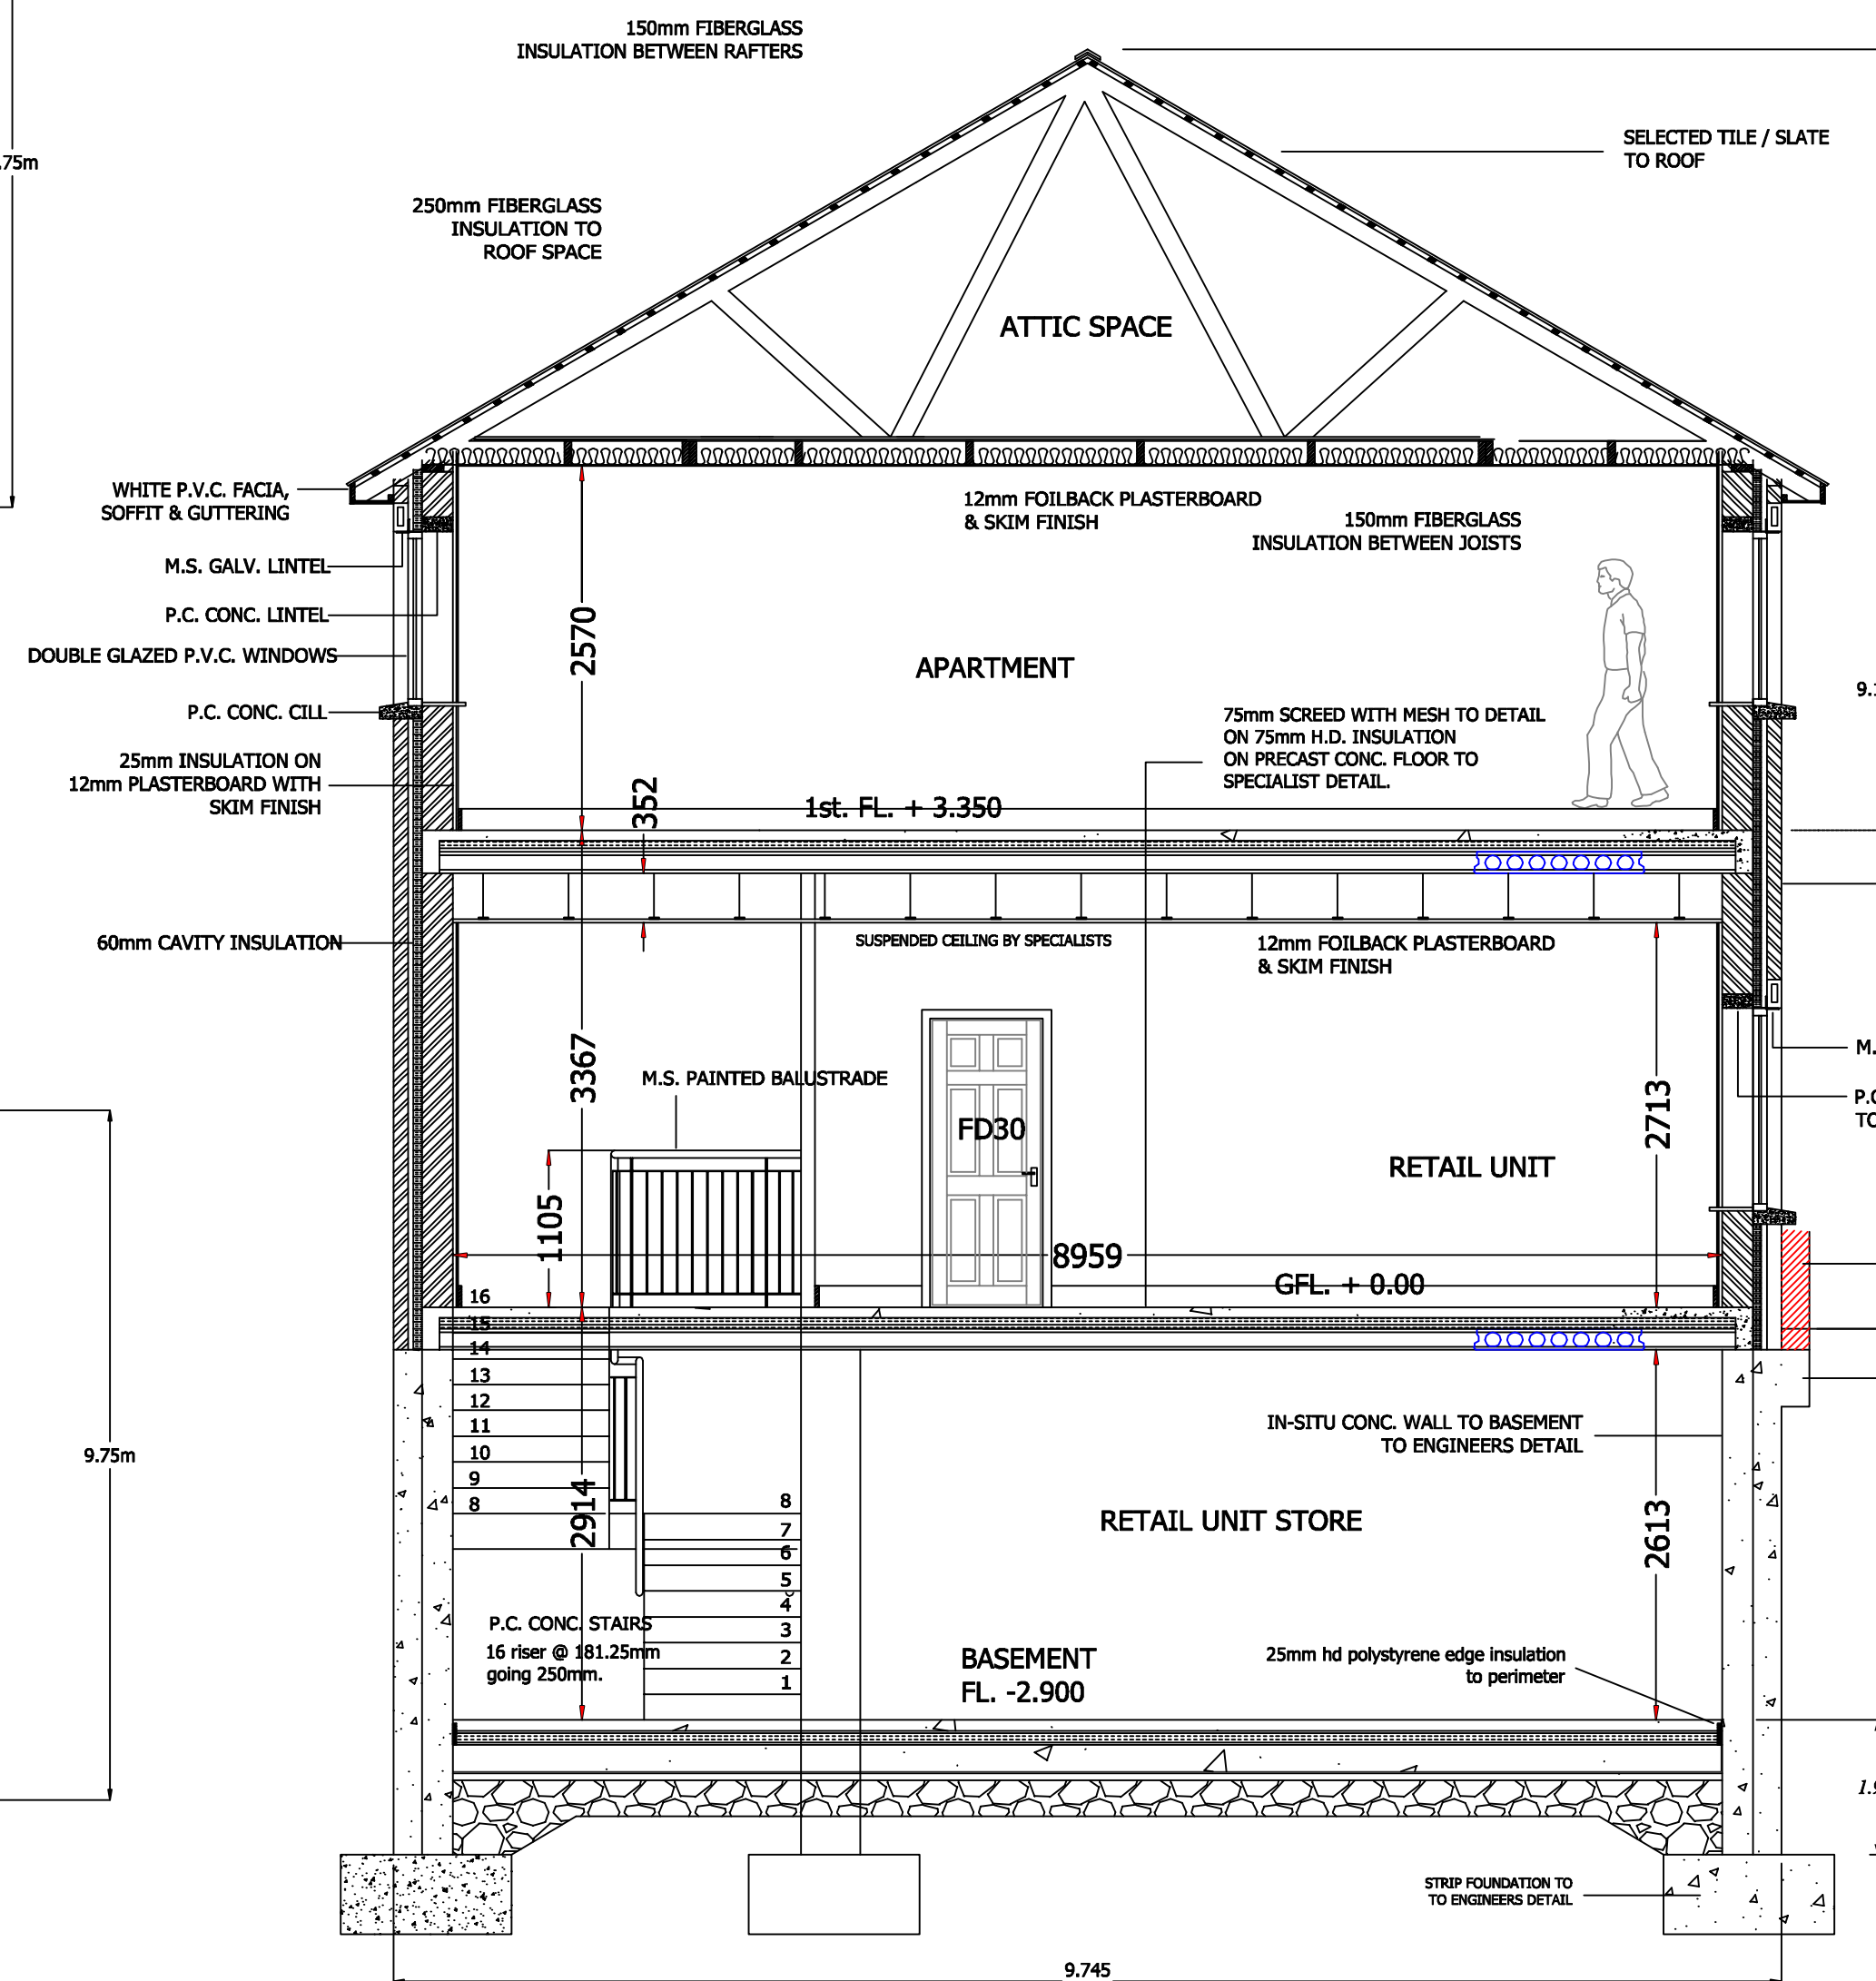 150mm FIBERGLASS
INSULATION BETWEEN RAFTERS
SELECTED TILE / SLATE
TO ROOF
.75m
250mm FIBERGLASS
INSULATION TO
ROOF SPACE
ATTIC SPACE
WHITE P.V.C. FACIA,
SOFFIT & GUTTERING
12mm FOILBACK PLASTERBOARD
& SKIM FINISH
150mm FIBERGLASS
INSULATION BETWEEN JOISTS
M.S. GALV. LINTEL
P.C. CONC. LINTEL
2570
DOUBLE GLAZED P.V.C. WINDOWS
APARTMENT
P.C. CONC. CILL
75mm SCREED WITH MESH TO DETAIL
ON 75mm H.D. INSULATION
ON PRECAST CONC. FLOOR TO
SPECIALIST DETAIL.
25mm INSULATION ON
12mm PLASTERBOARD WITH
SKIM FINISH
352
1st. FL. + 3.350
60mm CAVITY INSULATION
SUSPENDED CEILING BY SPECIALISTS
12mm FOILBACK PLASTERBOARD
& SKIM FINISH
3367
M.S. PAINTED BALUSTRADE
FD30
2713
M.
TO
RETAIL UNIT
1105
8959
GFL. + 0.00
16
15
14
13
12
11
10
9
8
IN-SITU CONC. WALL TO BASEMENT
TO ENGINEERS DETAIL
9.75m
2914
8
7
6
5
4
3
2
1
RETAIL UNIT STORE
2613
P.C. CONC. STAIRS
16 riser @ 181.25mm
going 250mm.
BASEMENT
FL. -2.900
25mm hd polystyrene edge insulation
to perimeter
STRIP FOUNDATION TO
TO ENGINEERS DETAIL
9.745